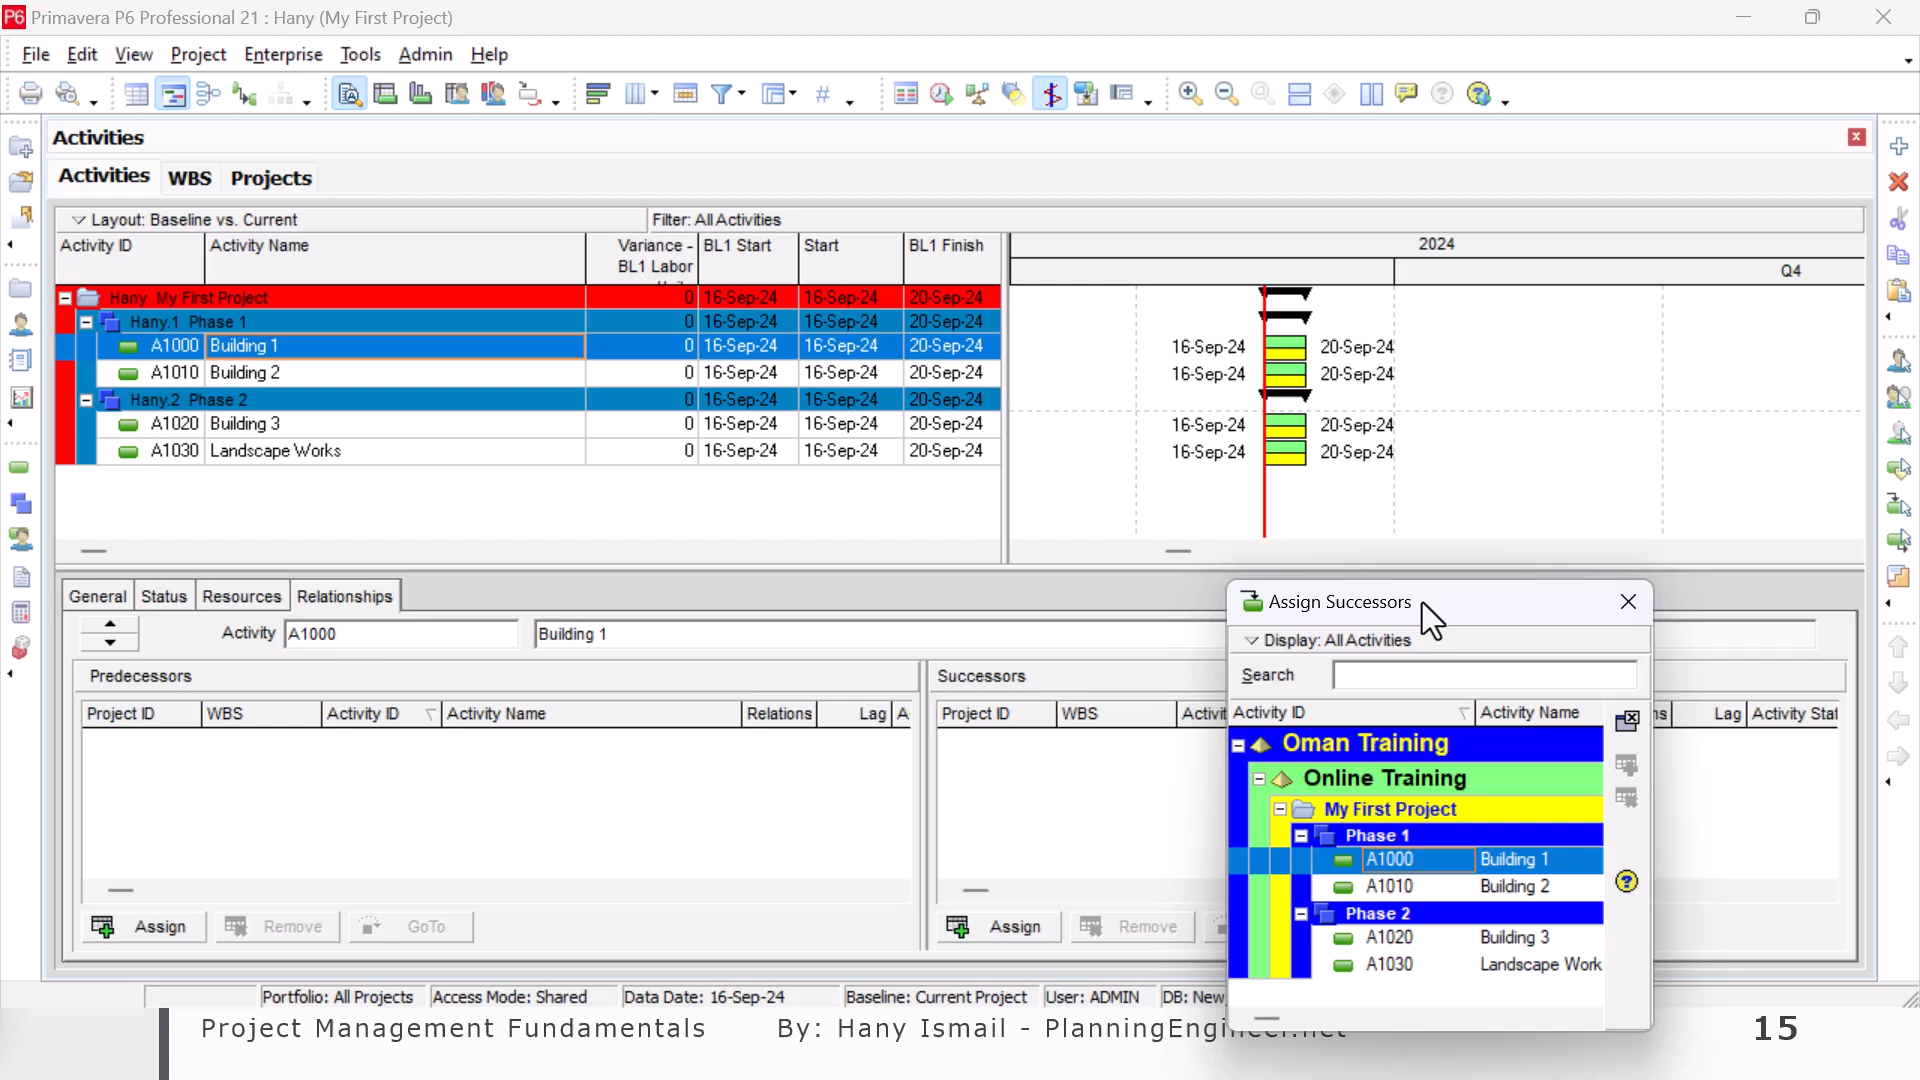 P6 Primavera P6 Professional 21 : Hany (My First Project)
File Edit View Project Enterprise Tools Admin Help
Activities
Activities WBS Projects
Layout: Baseline vs. Current Filter: All Activities
Activity ID Activity Name Variance - BL1 Labor BL1 Start Start BL1 Finish 2024
Q4
Hany My First Project 0 16-Sep-24 16-Sep-24 20-Sep-24
Hany.1 Phase 1 0 16-Sep-24 16-Sep-24 20-Sep-24
A1000 Building 1 0 16-Sep-24 16-Sep-24 20-Sep-24 16-Sep-24 20-Sep-24
A1010 Building 2 0 16-Sep-24 16-Sep-24 20-Sep-24 16-Sep-24 20-Sep-24
Hany.2 Phase 2 0 16-Sep-24 16-Sep-24 20-Sep-24
A1020 Building 3 0 16-Sep-24 16-Sep-24 20-Sep-24 16-Sep-24 20-Sep-24
A1030 Landscape Works 0 16-Sep-24 16-Sep-24 20-Sep-24 16-Sep-24 20-Sep-24
General Status Resources Relationships
Activity A1000 Building 1
Predecessors
Project ID WBS Activity ID Activity Name Relations Lag A
Assign Remove GoTo
Successors
Project ID WBS Activit Lag Activity Stat
Assign Remove
Assign Successors
Display: All Activities
Search
Activity ID Activity Name
Oman Training
Online Training
My First Project
Phase 1
A1000 Building 1
A1010 Building 2
Phase 2
A1020 Building 3
A1030 Landscape Work
Portfolio: All Projects Access Mode: Shared Data Date: 16-Sep-24 Baseline: Current Project User: ADMIN DB: New
Project Management Fundamentals By: Hany Ismail - PlanningEngineer.net 15